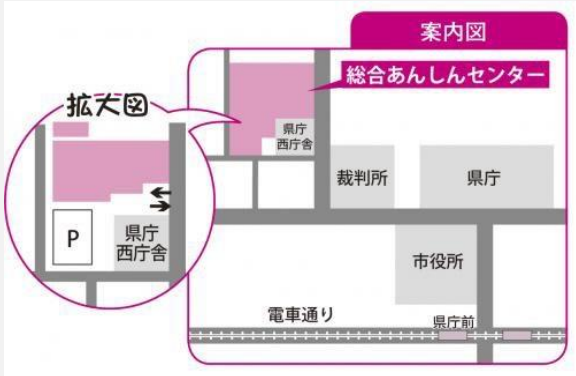 案内図
総合あんしんセンター
拡大図
県庁
西庁舎
裁判所
県庁
P
県庁
西庁舎
市役所
電車通り
県庁前